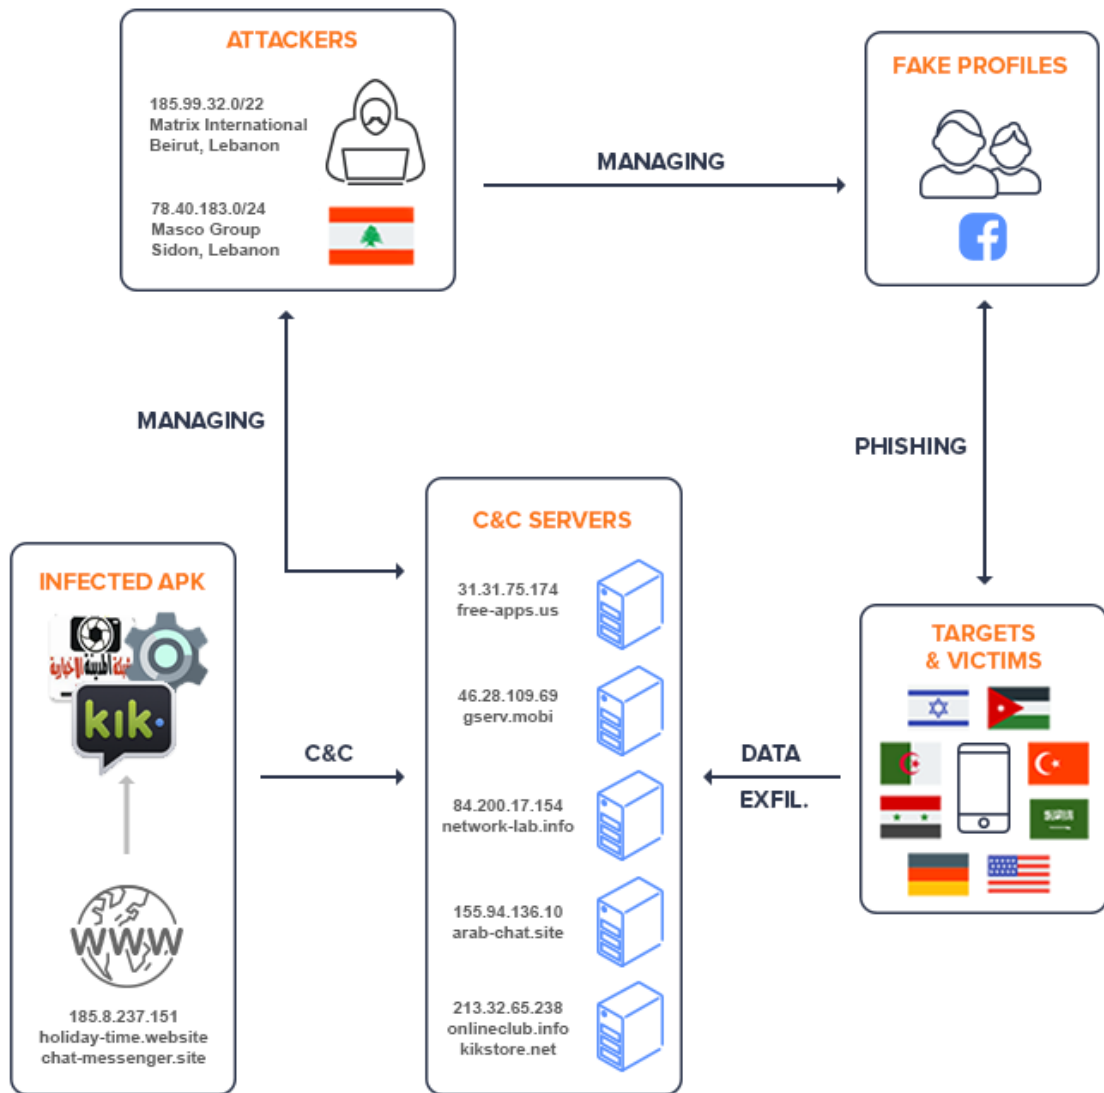 ATTACKERS
185.99.32.0/22
Matrix International
Beirut, Lebanon
78.40.183.0/24
Masco Group
Sidon, Lebanon
MANAGING
FAKE PROFILES
MANAGING
PHISHING
INFECTED APK
شبكة المدينة الاخبارية
kik
WWW
185.8.237.151
holiday-time.website
chat-messenger.site
C&C
C&C SERVERS
31.31.75.174
free-apps.us
46.28.109.69
gserv.mobi
84.200.17.154
network-lab.info
155.94.136.10
arab-chat.site
213.32.65.238
onlineclub.info
kikstore.net
DATA
EXFIL.
TARGETS
& VICTIMS